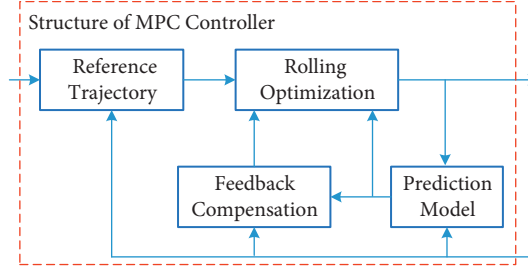 Structure of MPC Controller
Reference
Trajectory
Rolling
Optimization
Feedback
Compensation
Prediction
Model